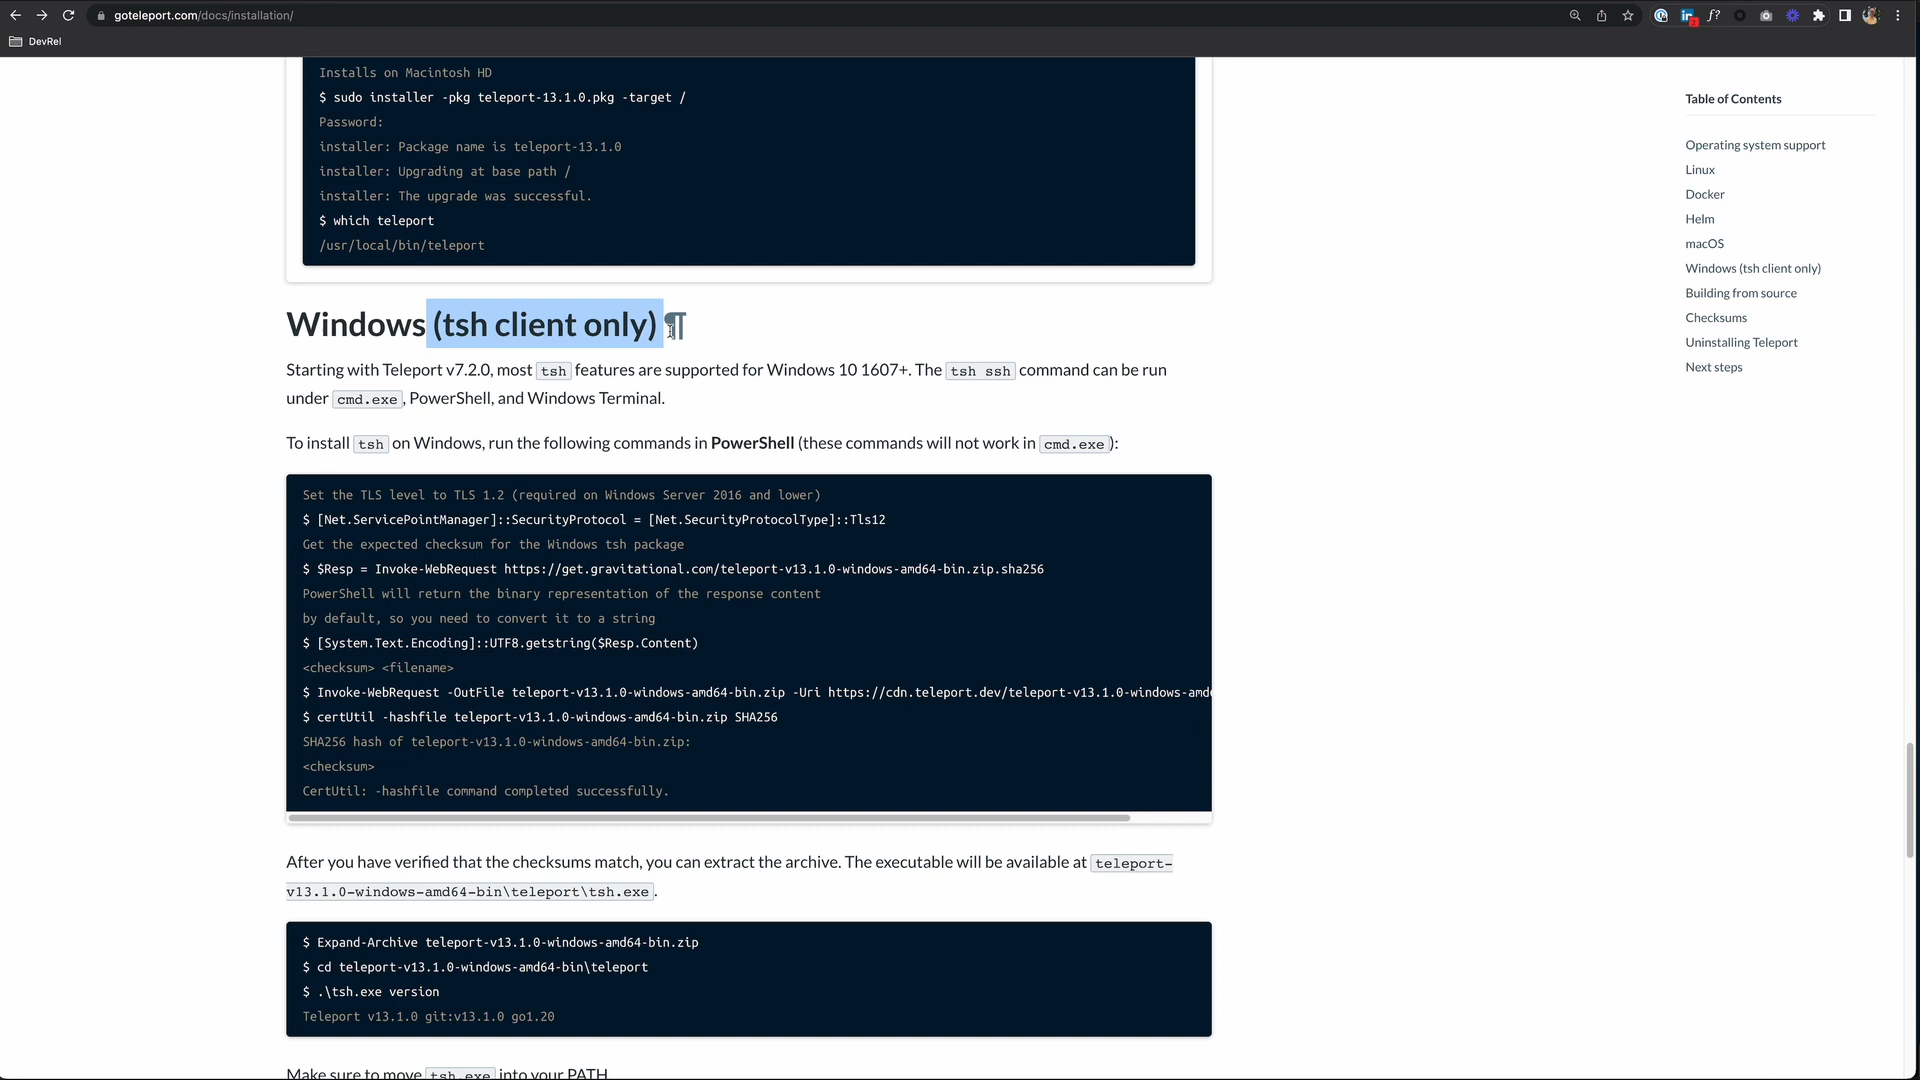 goteleport.com/docs/installation/
DevRel
Installs on Macintosh HD
$ sudo installer -pkg teleport-13.1.0.pkg -target /
Password:
installer: Package name is teleport-13.1.0
installer: Upgrading at base path /
installer: The upgrade was successful.
$ which teleport
/usr/local/bin/teleport
Windows (tsh client only) ¶
Starting with Teleport v7.2.0, most tsh features are supported for Windows 10 1607+. The tsh ssh command can be run
under cmd.exe, PowerShell, and Windows Terminal.
To install tsh on Windows, run the following commands in PowerShell (these commands will not work in cmd.exe):
Set the TLS level to TLS 1.2 (required on Windows Server 2016 and lower)
$ [Net.ServicePointManager]::SecurityProtocol = [Net.SecurityProtocolType]::Tls12
Get the expected checksum for the Windows tsh package
$ $Resp = Invoke-WebRequest https://get.gravitational.com/teleport-v13.1.0-windows-amd64-bin.zip.sha256
PowerShell will return the binary representation of the response content
by default, so you need to convert it to a string
$ [System.Text.Encoding]::UTF8.getstring($Resp.Content)
<checksum> <filename>
$ Invoke-WebRequest -OutFile teleport-v13.1.0-windows-amd64-bin.zip -Uri https://cdn.teleport.dev/teleport-v13.1.0-windows-amd
$ certUtil -hashfile teleport-v13.1.0-windows-amd64-bin.zip SHA256
SHA256 hash of teleport-v13.1.0-windows-amd64-bin.zip:
<checksum>
CertUtil: -hashfile command completed successfully.
After you have verified that the checksums match, you can extract the archive. The executable will be available at teleport-
v13.1.0-windows-amd64-bin\teleport\tsh.exe.
$ Expand-Archive teleport-v13.1.0-windows-amd64-bin.zip
$ cd teleport-v13.1.0-windows-amd64-bin\teleport
$ .\tsh.exe version
Teleport v13.1.0 git:v13.1.0 go1.20
Make sure to move tsh.exe into your PATH
Table of Contents
Operating system support
Linux
Docker
Helm
macOS
Windows (tsh client only)
Building from source
Checksums
Uninstalling Teleport
Next steps